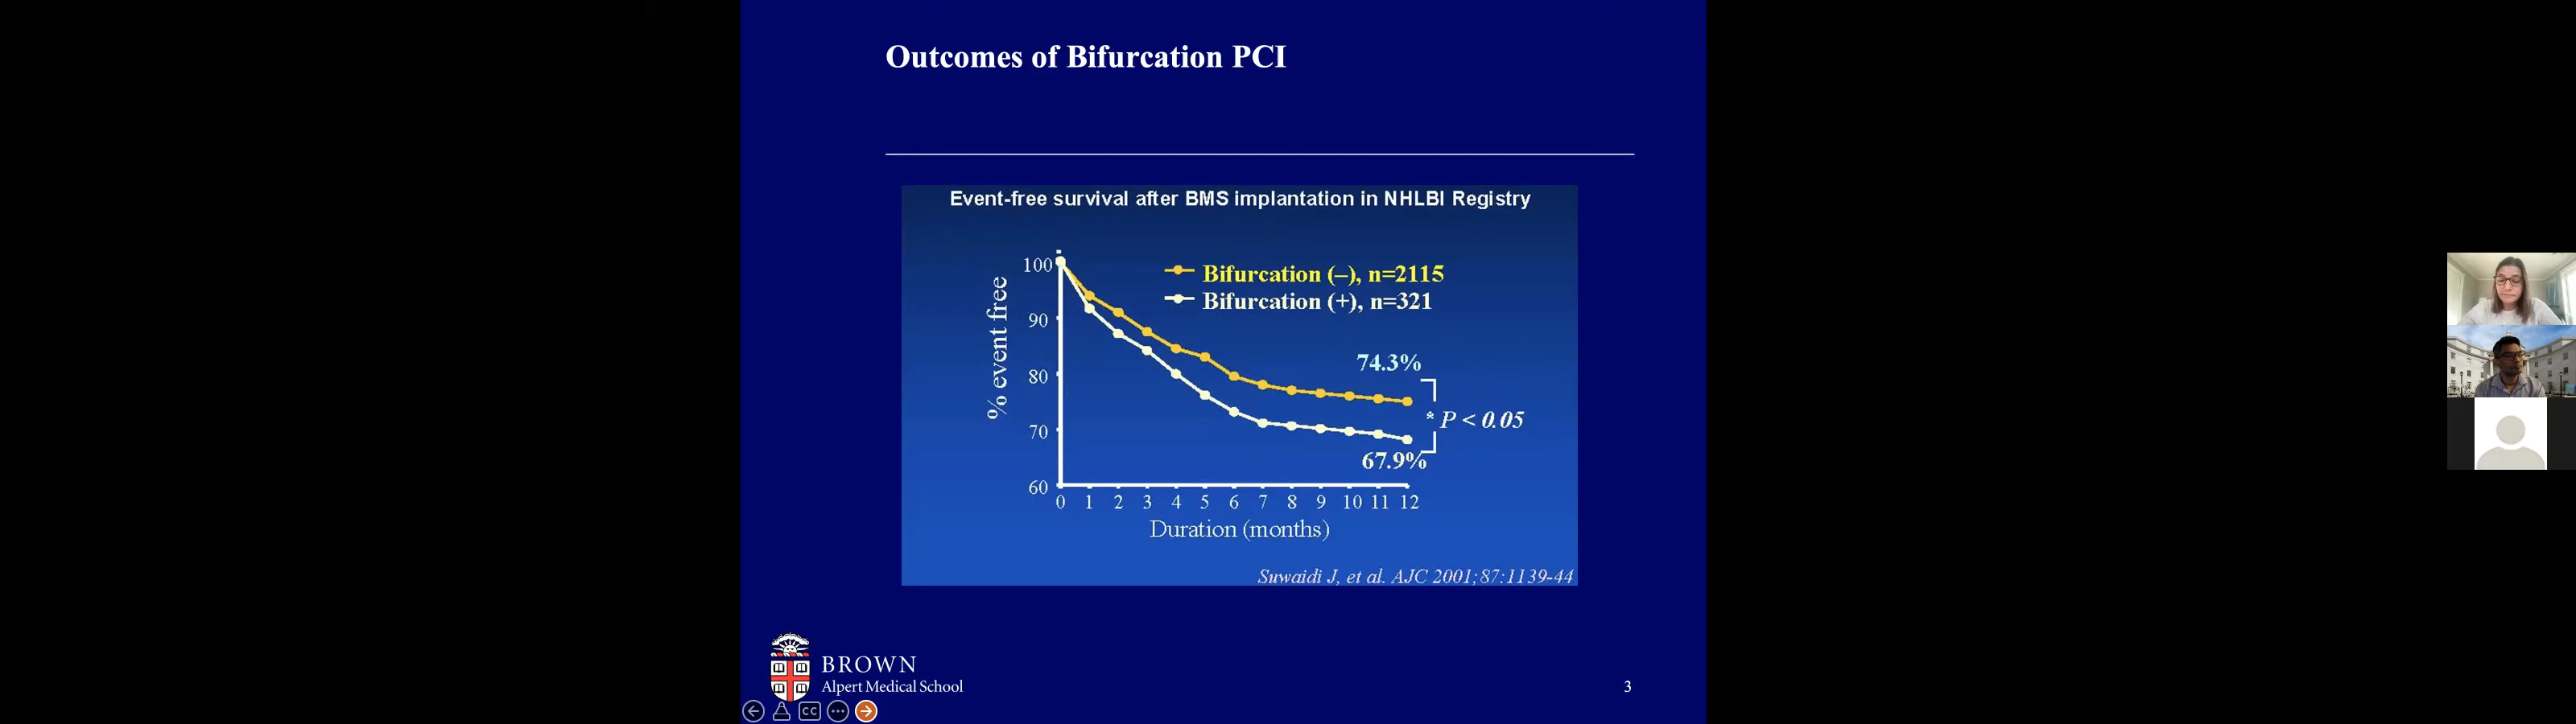 Outcomes of Bifurcation PCI
Event-free survival after BMS implantation in NHLBI Registry
Bifurcation (–), n=2115
Bifurcation (+), n=321
% event free
100
90
80
70
60
74.3%
* P < 0.05
67.9%
0 1 2 3 4 5 6 7 8 9 10 11 12
Duration (months)
Suwaidi J, et al. AJC 2001;87:1139-44
BROWN
Alpert Medical School
3
CC